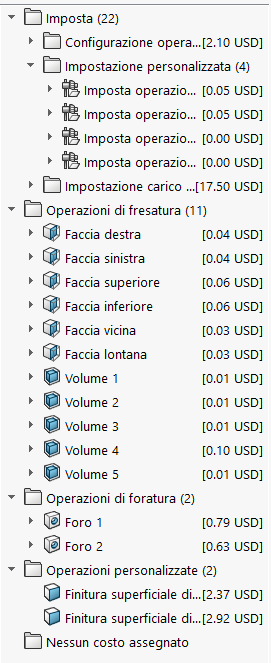 Imposta (22)
Configurazione opera...[2.10 USD]
Impostazione personalizzata (4)
Imposta operazio... [0.05 USD]
Imposta operazio... [0.05 USD]
Imposta operazio... [0.00 USD]
Imposta operazio... [0.00 USD]
Impostazione carico ...[17.50 USD]
Operazioni di fresatura (11)
Faccia destra [0.04 USD]
Faccia sinistra [0.04 USD]
Faccia superiore [0.06 USD]
Faccia inferiore [0.06 USD]
Faccia vicina [0.03 USD]
Faccia lontana [0.03 USD]
Volume 1 [0.01 USD]
Volume 2 [0.01 USD]
Volume 3 [0.01 USD]
Volume 4 [0.10 USD]
Volume 5 [0.01 USD]
Operazioni di foratura (2)
Foro 1 [0.79 USD]
Foro 2 [0.63 USD]
Operazioni personalizzate (2)
Finitura superficiale di...[2.37 USD]
Finitura superficiale di...[2.92 USD]
Nessun costo assegnato